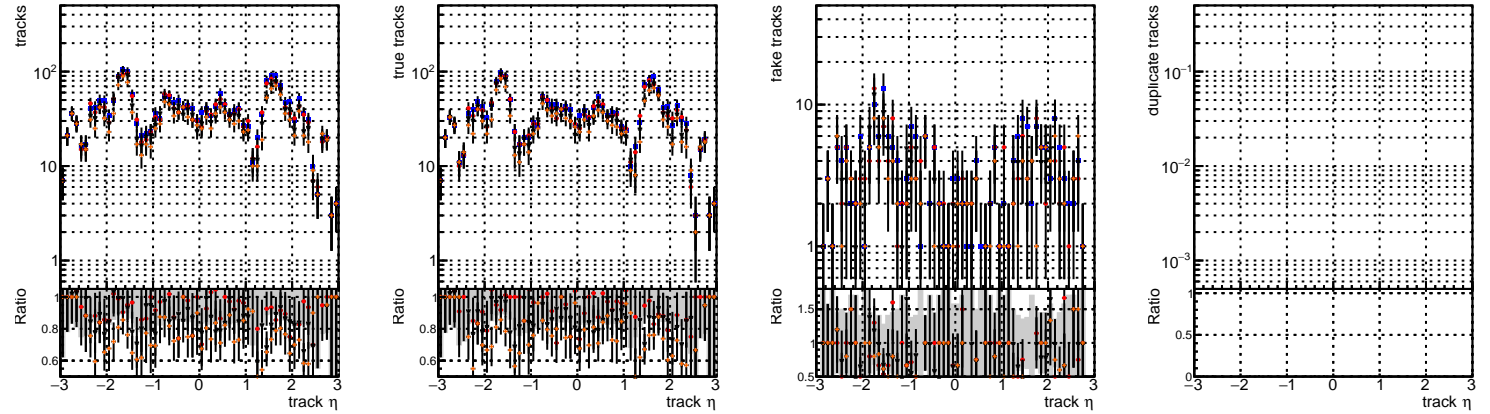 tracks
10²
10
1
Ratio
1
0.8
0.6
−3 −2 −1 0 1 2 3
track η
true tracks
10²
10
1
Ratio
1
0.8
0.6
−3 −2 −1 0 1 2 3
track η
fake tracks
10
1
Ratio
1.5
1
0.5
−3 −2 −1 0 1 2 3
track η
duplicate tracks
10⁻¹
10⁻²
10⁻³
Ratio
1
0.5
0
−3 −2 −1 0 1 2 3
track η